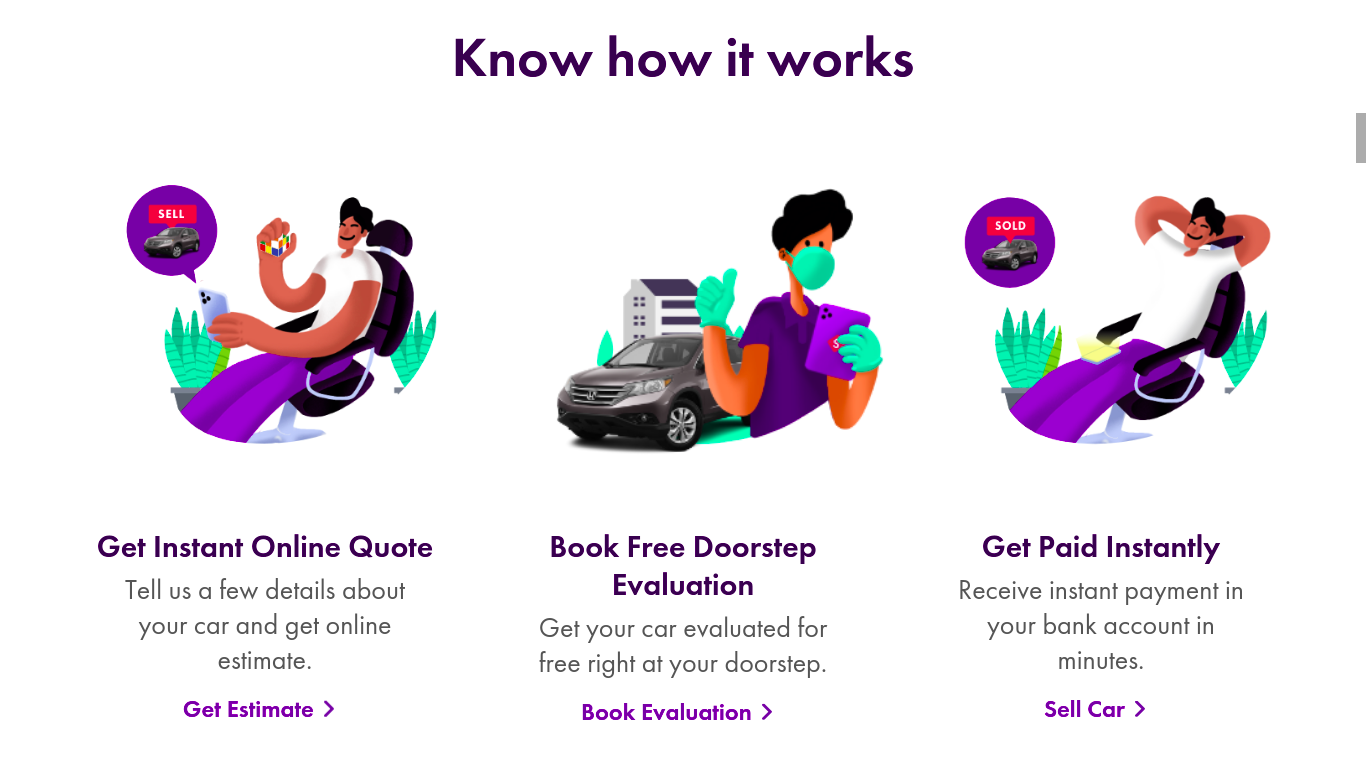 Know how it works
SELL
SOLD
Get Instant Online Quote
Tell us a few details about
your car and get online
estimate.
Get Estimate
Book Free Doorstep
Evaluation
Get your car evaluated for
free right at your doorstep.
Book Evaluation
Get Paid Instantly
Receive instant payment in
your bank account in
minutes.
Sell Car